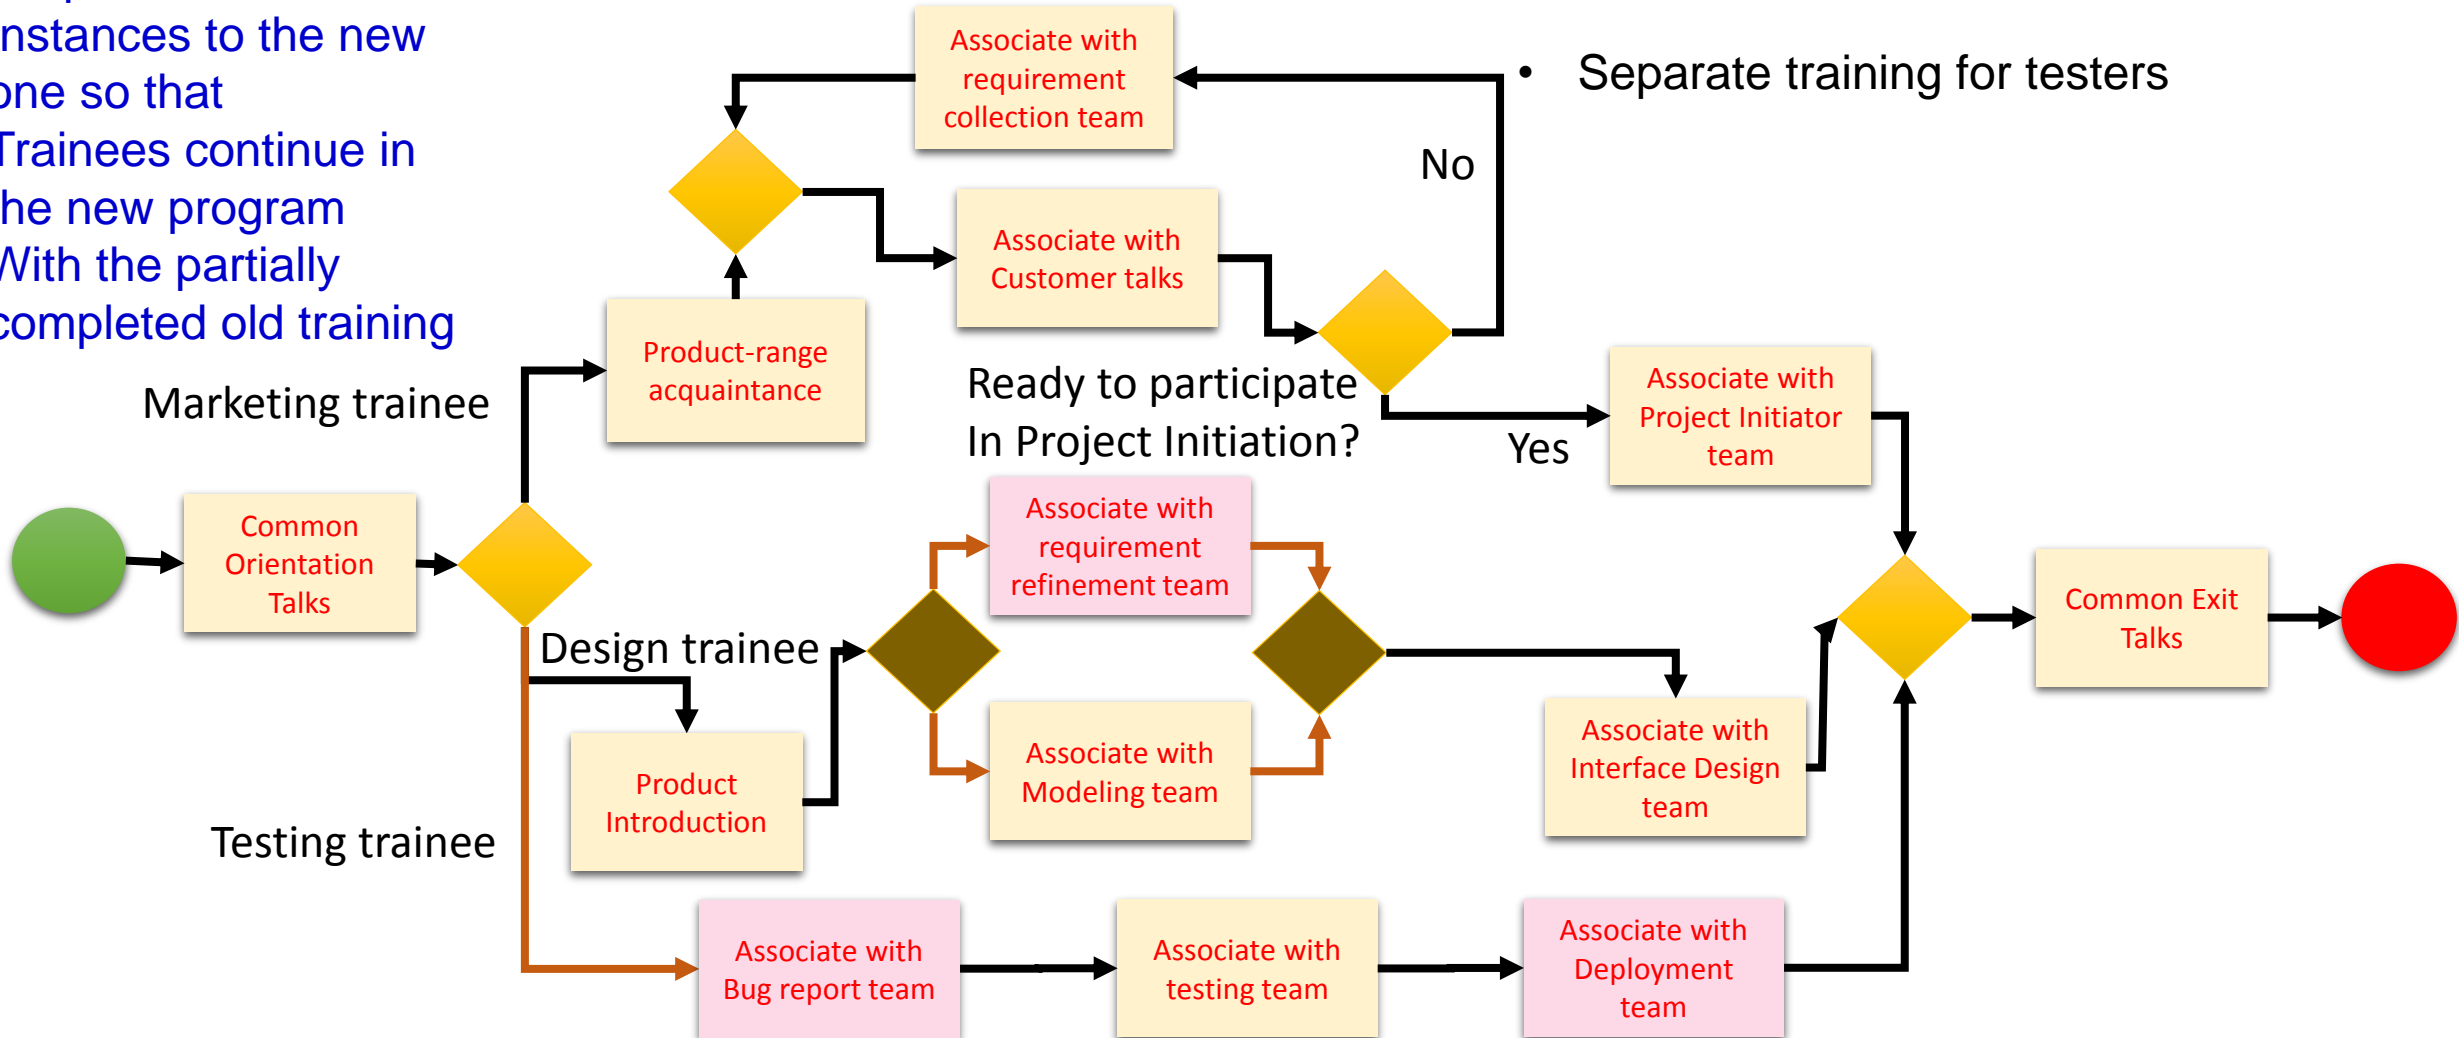 nstances to the new
one so that
Trainees continue in
he new program
With the partially
completed old training
Associate with
requirement
collection team
• Separate training for testers
No
Associate with
Customer talks
Product-range
acquaintance
Marketing trainee
Ready to participate
In Project Initiation?
Yes
Associate with
Project Initiator
team
Common
Orientation
Talks
Associate with
requirement
refinement team
Common Exit
Talks
Design trainee
Product
Introduction
Associate with
Modeling team
Associate with
Interface Design
team
Testing trainee
Associate with
Bug report team
Associate with
testing team
Associate with
Deployment
team